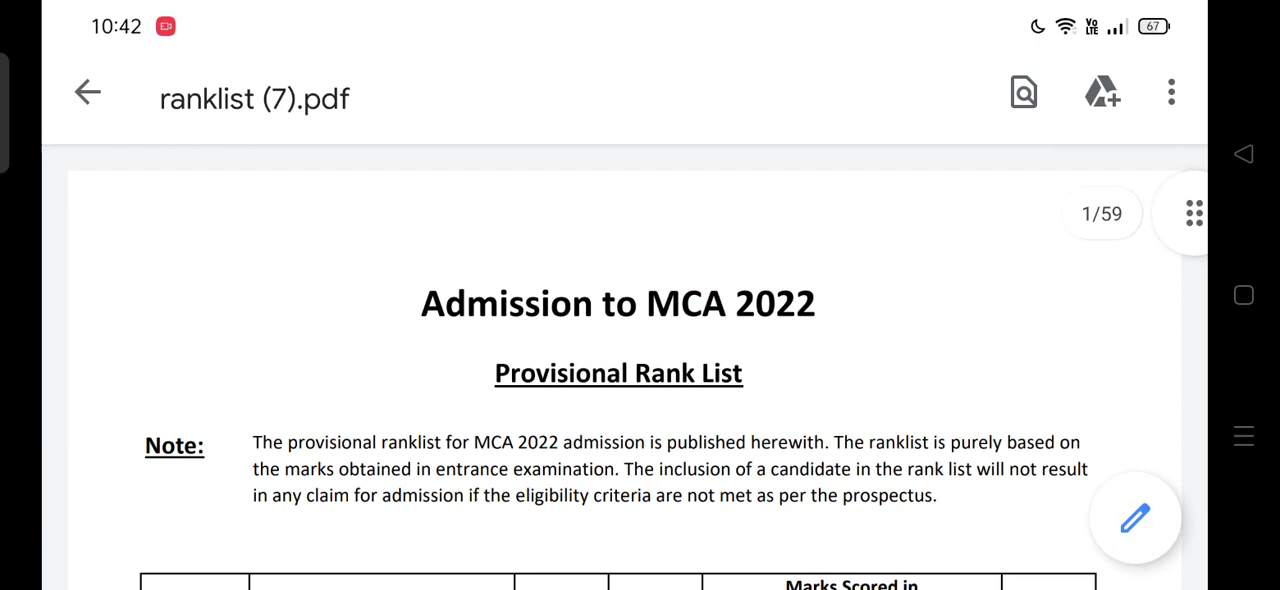 10:42
Vo LTE
67
ranklist (7).pdf
1/59
Admission to MCA 2022
Provisional Rank List
Note: The provisional ranklist for MCA 2022 admission is published herewith. The ranklist is purely based on
the marks obtained in entrance examination. The inclusion of a candidate in the rank list will not result
in any claim for admission if the eligibility criteria are not met as per the prospectus.
Marks Scored in